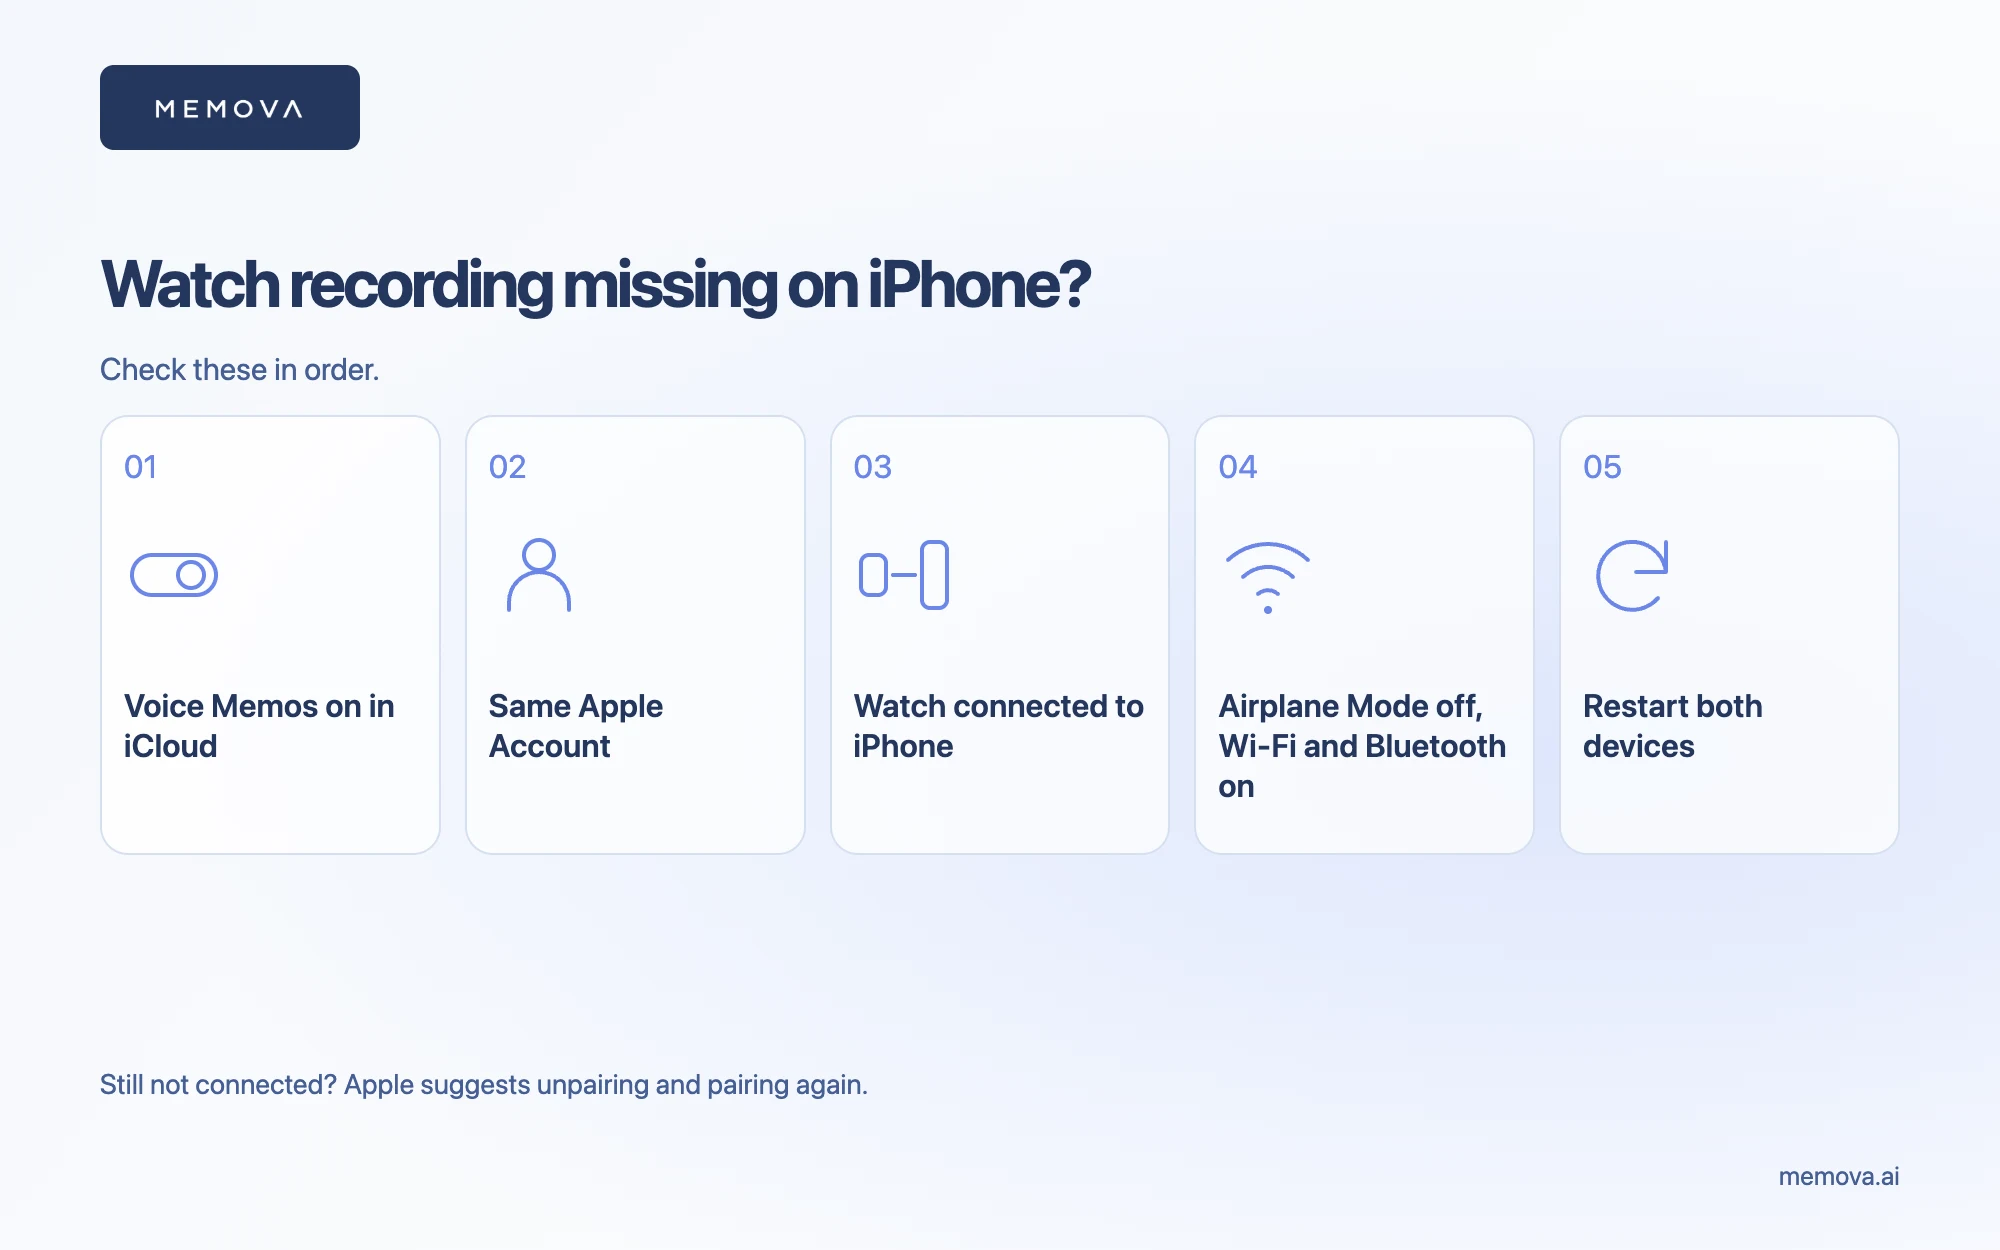 MEMOVA
Watch recording missing on iPhone?
Check these in order.
01
Voice Memos on in
iCloud
02
Same Apple
Account
03
Watch connected to
iPhone
04
Airplane Mode off,
Wi-Fi and Bluetooth
on
05
Restart both
devices
Still not connected? Apple suggests unpairing and pairing again.
memova.ai